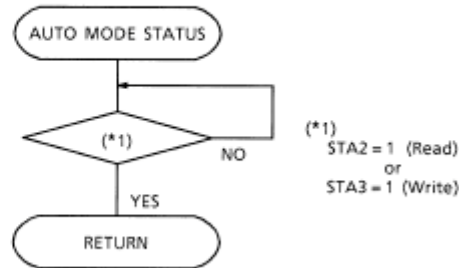 AUTO MODE STATUS
(*1)
NO
YES
RETURN
(*1)
STA2 = 1 (Read)
or
STA3 = 1 (Write)